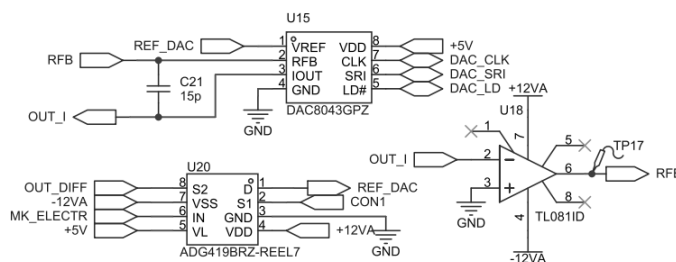 U15
REF_DAC 1 VREF VDD 8 +5V
RFB 2 RFB CLK 7 DAC_CLK
3 IOUT SRI 6 DAC_SRI
4 GND LD# 5 DAC_LD
C21
15p
OUT_I
GND
DAC8043GPZ
+12VA
U18
1
7
5
TP17
OUT_I 2 6 RFB
3
8
GND
4
TL081ID
-12VA
U20
OUT_DIFF 8 S2 D 1 REF_DAC
-12VA 7 VSS S1 2 CON1
MK_ELECTR 6 IN GND 3
+5V 5 VL VDD 4 +12VA
GND
ADG419BRZ-REEL7